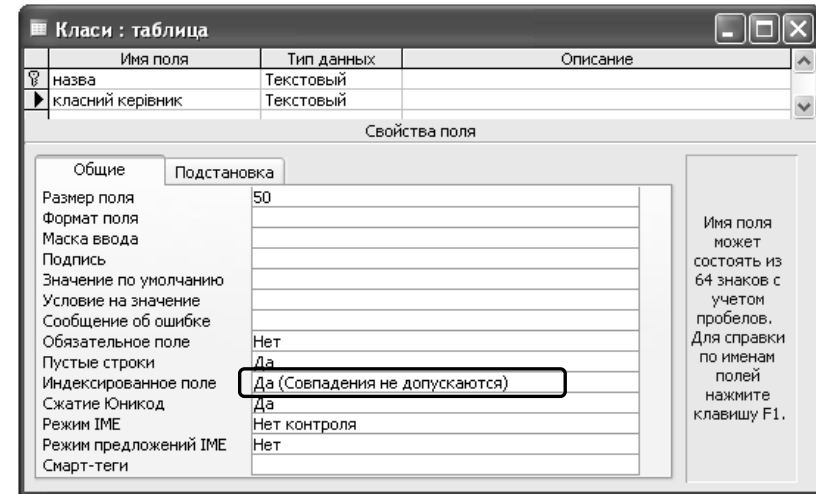 Класи : таблица
Имя поля Тип данных Описание
назва Текстовый
класний керівник Текстовый
Свойства поля
Общие Подстановка
Размер поля 50
Формат поля
Маска ввода
Подпись
Значение по умолчанию
Условие на значение
Сообщение об ошибке
Обязательное поле Нет
Пустые строки Да
Индексированное поле Да (Совпадения не допускаются)
Сжатие Юникод Да
Режим IME Нет контроля
Режим предложений IME Нет
Смарт-теги
Имя поля
может
состоять из
64 знаков с
учетом
пробелов.
Для справки
по именам
полей
нажмите
клавишу F1.